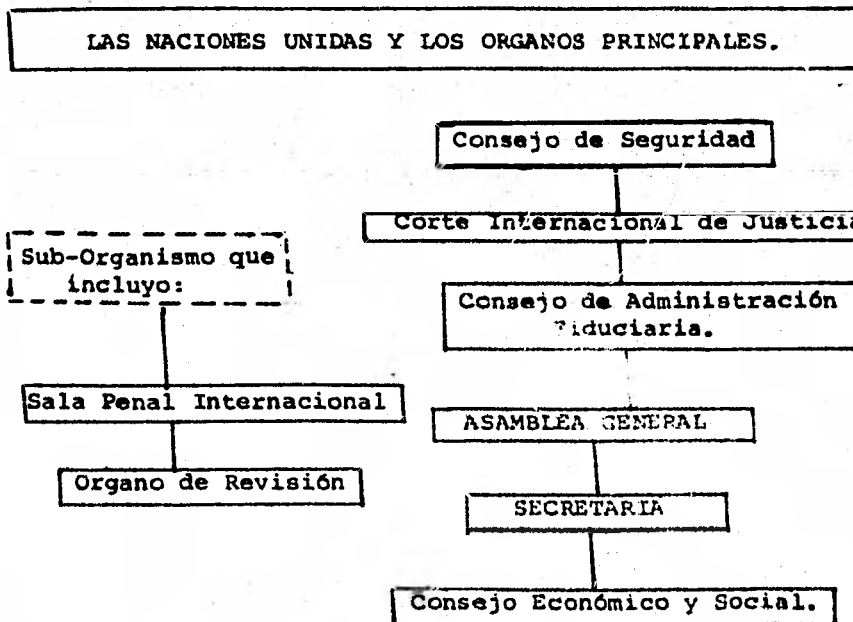 LAS NACIONES UNIDAS Y LOS ORGANOS PRINCIPALES.
Consejo de Seguridad
Corte Internacional de Justicia
Sub-Organismo que
incluyo:
Consejo de Administración
Fiduciaria.
Sala Penal Internacional
ASAMBLEA GENERAL
Organo de Revisión
SECRETARIA
Consejo Económico y Social.